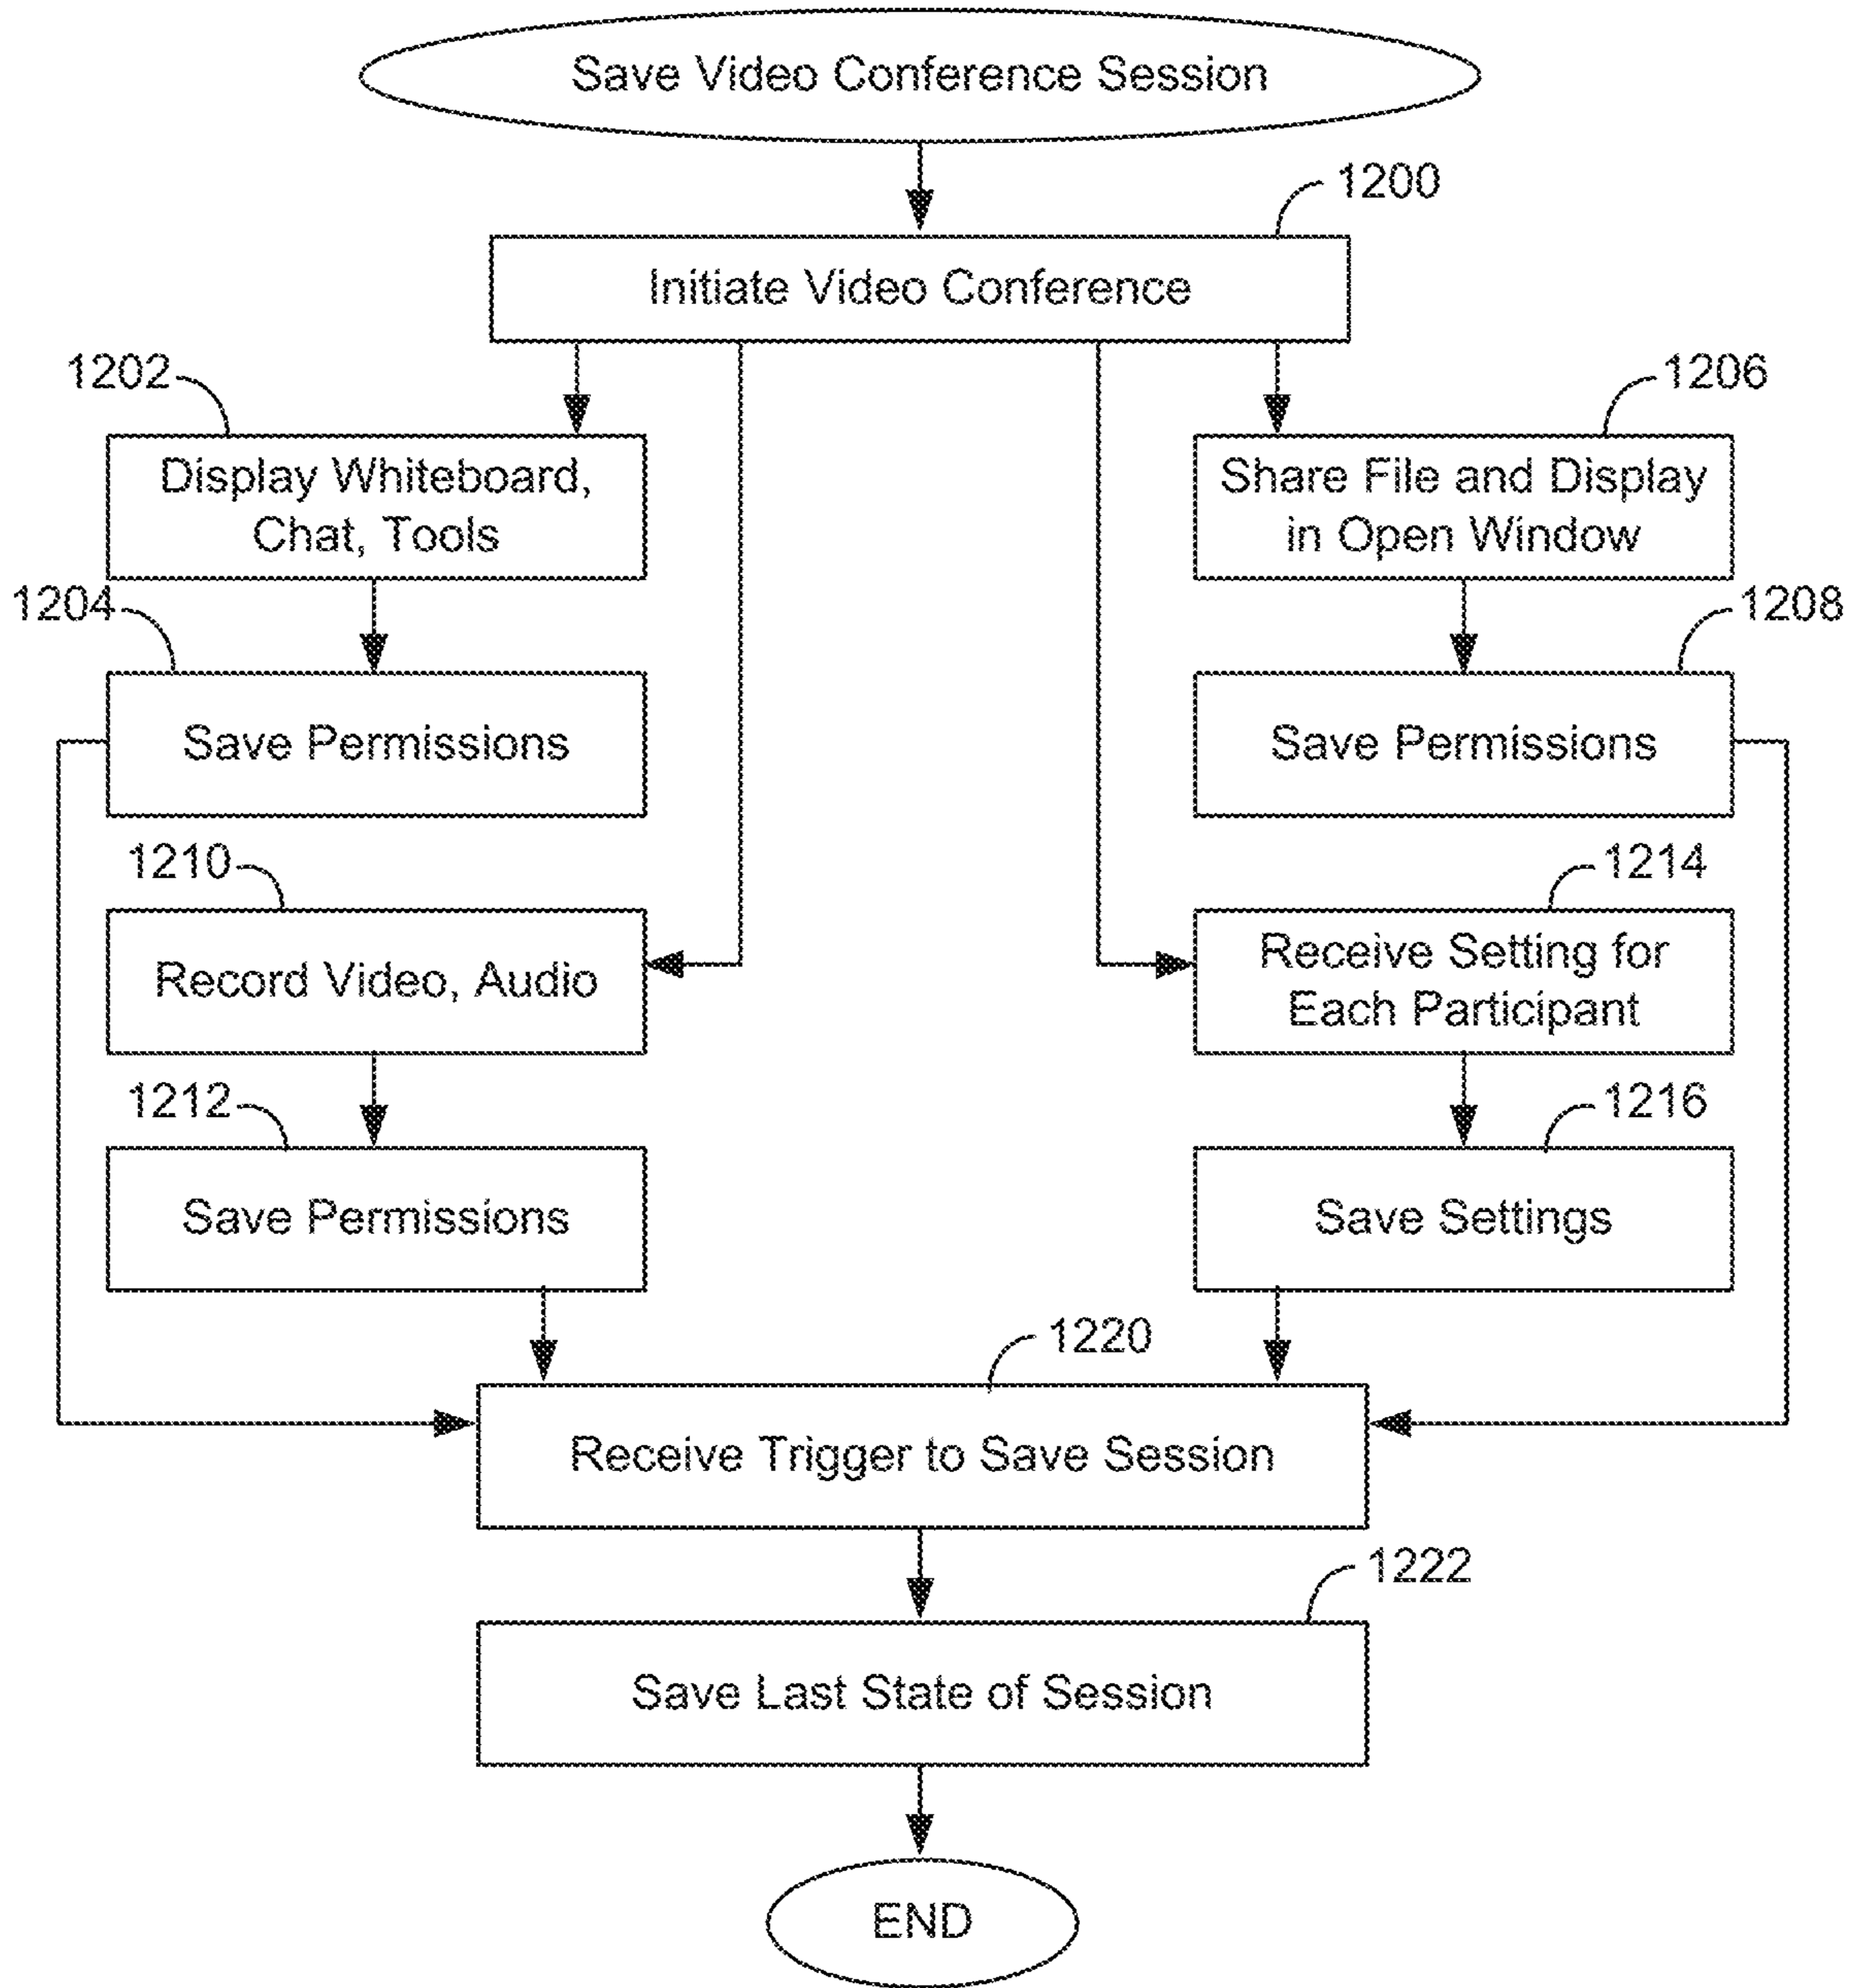 Save Video Conference Session
1200
Initiate Video Conference
1202
1206
Display Whiteboard,
Chat, Tools
Share File and Display
in Open Window
1204
1208
Save Permissions
Save Permissions
1210
1214
Record Video, Audio
Receive Setting for
Each Participant
1212
1216
Save Permissions
Save Settings
1220
Receive Trigger to Save Session
1222
Save Last State of Session
END